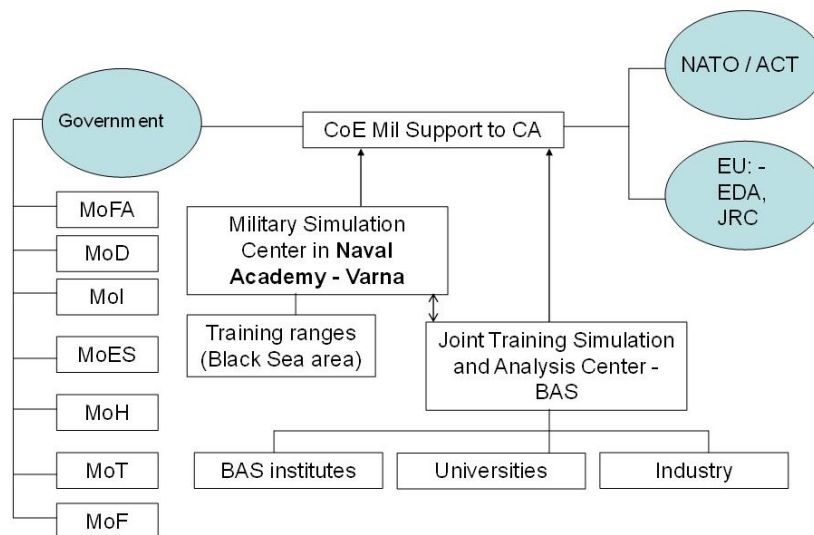 NATO / ACT
Government
CoE Mil Support to CA
EU: -
EDA,
JRC
MoFA
MoD
MoI
MoES
MoH
MoT
MoF
Military Simulation
Center in Naval
Academy - Varna
Training ranges
(Black Sea area)
Joint Training Simulation
and Analysis Center -
BAS
BAS institutes
Universities
Industry